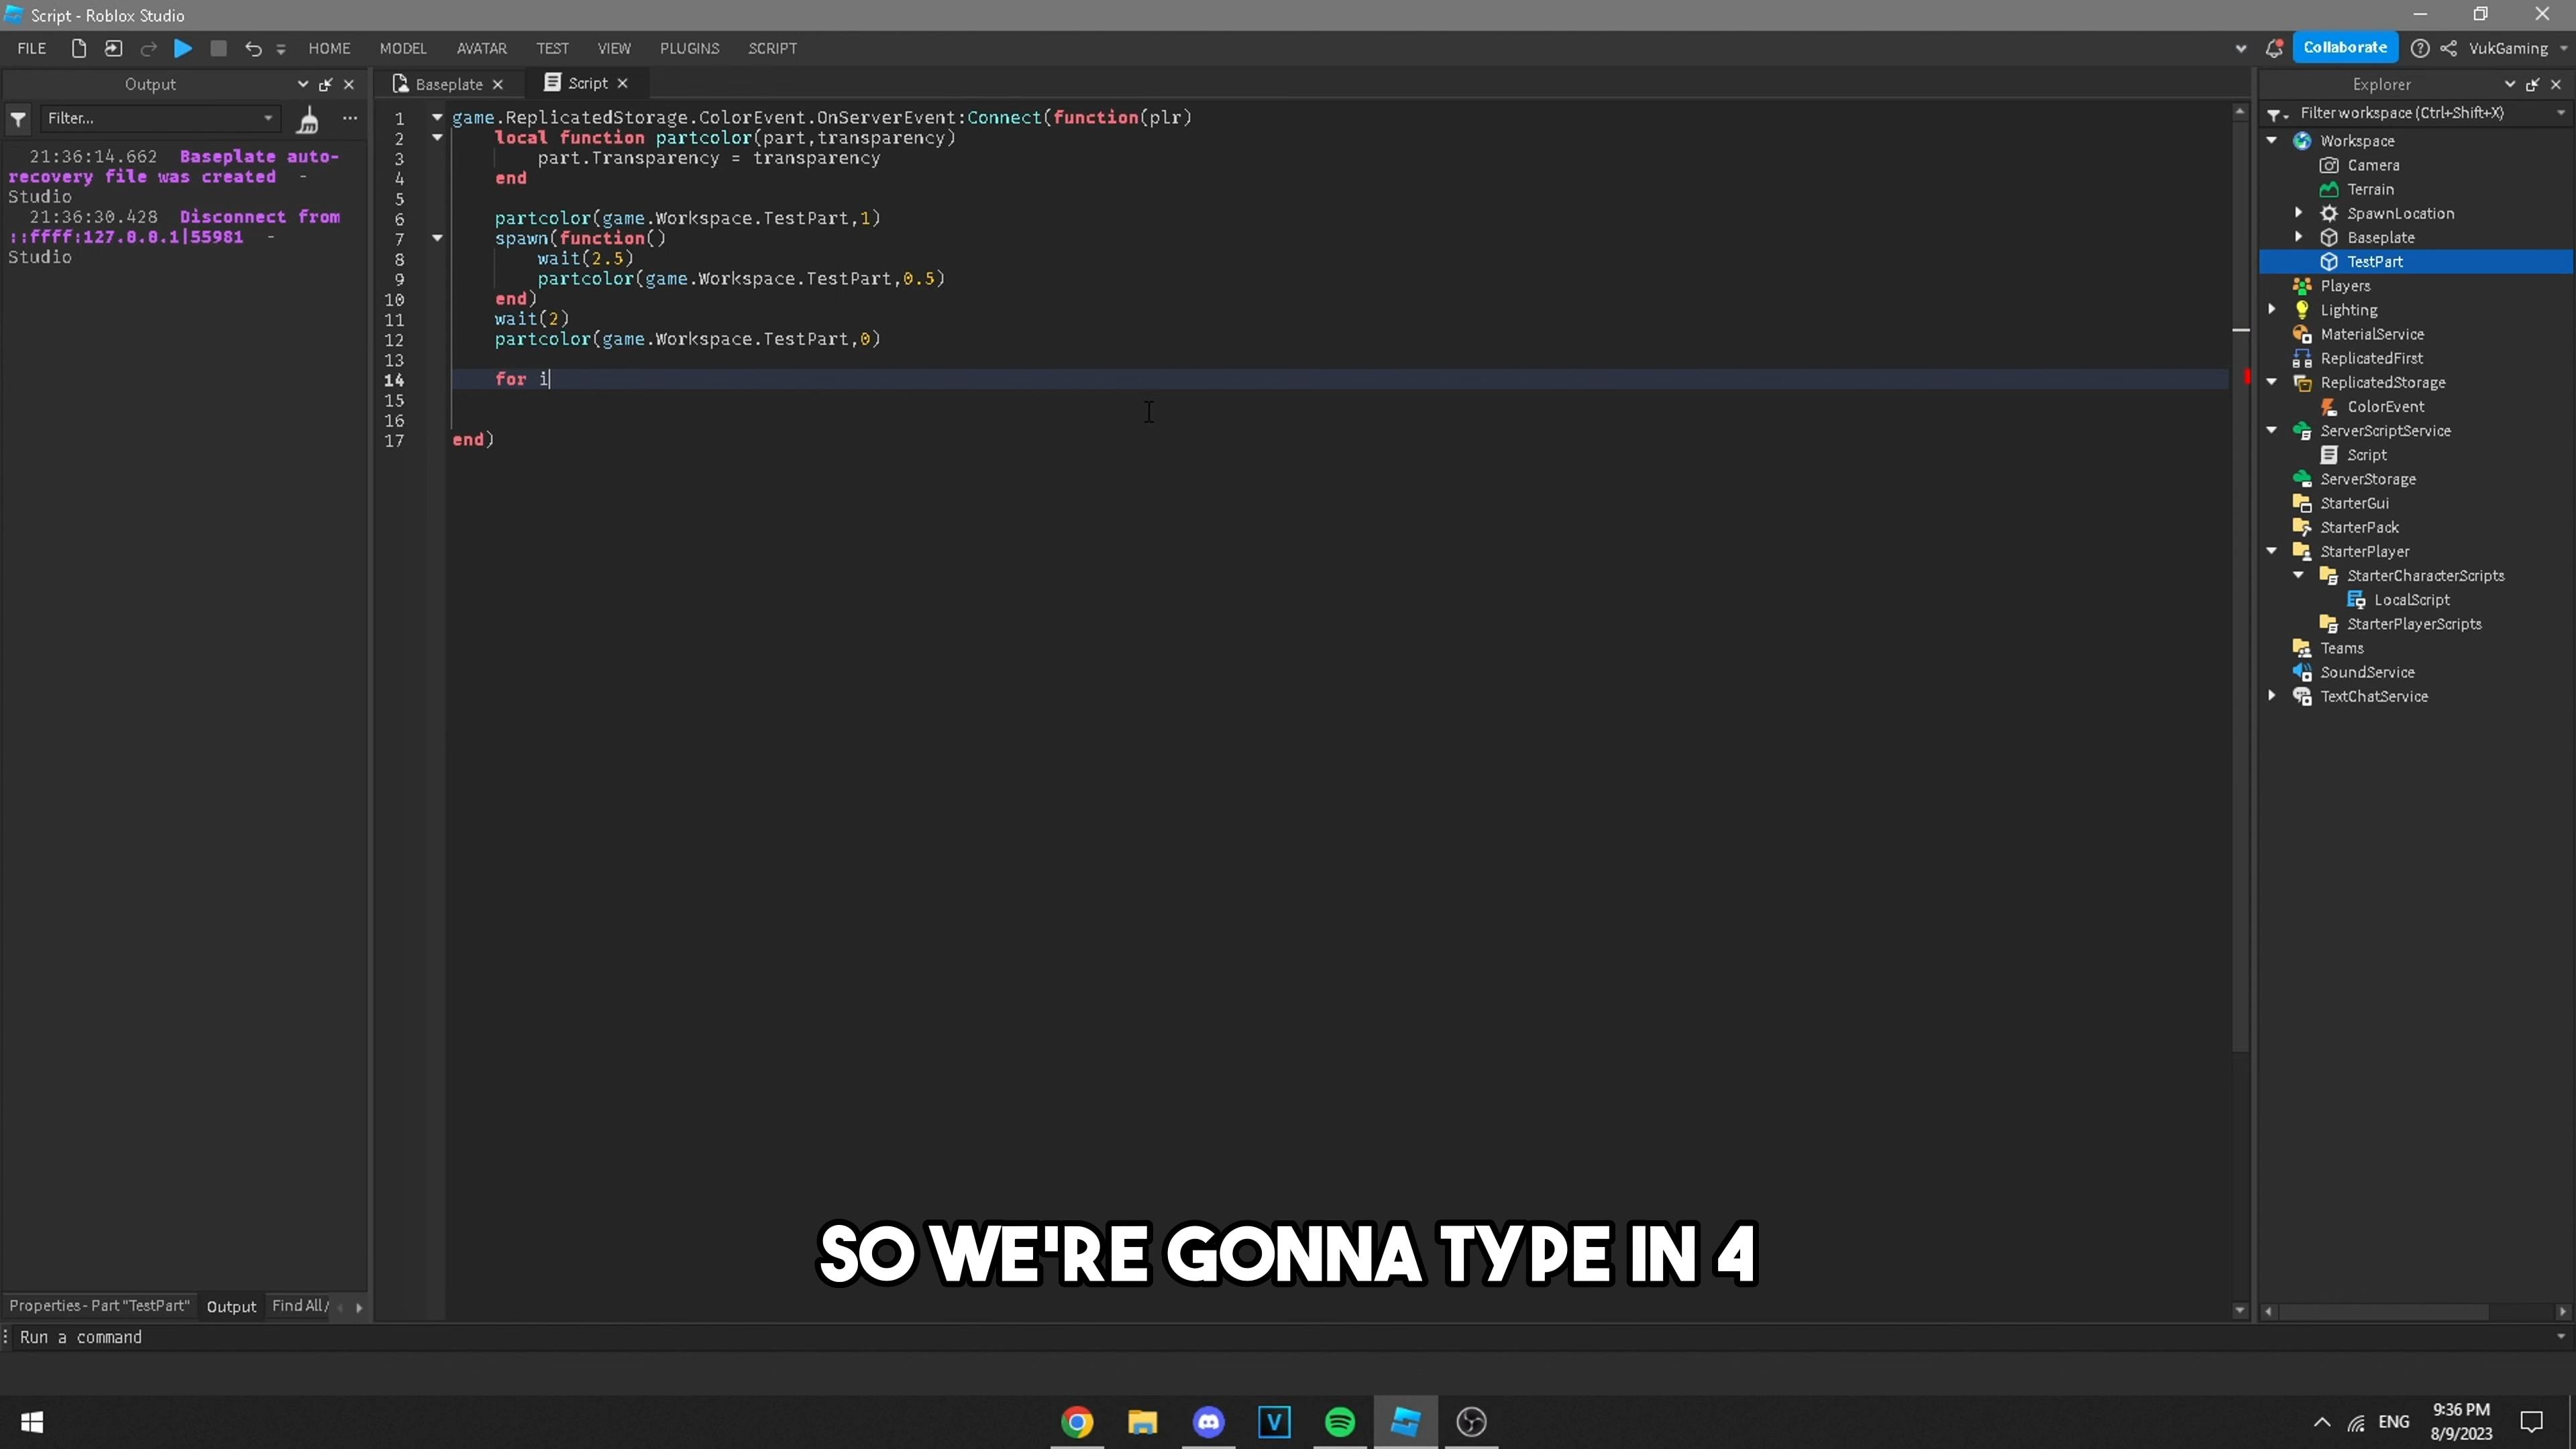 Script - Roblox Studio
FILE HOME MODEL AVATAR TEST VIEW PLUGINS SCRIPT Collaborate VukGaming
Output
Filter...
21:36:14.662 Baseplate auto-
recovery file was created -
Studio
21:36:30.428 Disconnect from
::ffff:127.0.0.1|55981 -
Studio
Baseplate Script
1 game.ReplicatedStorage.ColorEvent.OnServerEvent:Connect(function(plr)
2 local function partcolor(part,transparency)
3 part.Transparency = transparency
4 end
5
6 partcolor(game.Workspace.TestPart,1)
7 spawn(function()
8 wait(2.5)
9 partcolor(game.Workspace.TestPart,0.5)
10 end)
11 wait(2)
12 partcolor(game.Workspace.TestPart,0)
13
14 for i
15
16
17 end)
Explorer
Filter workspace (Ctrl+Shift+X)
Workspace
Camera
Terrain
SpawnLocation
Baseplate
TestPart
Players
Lighting
MaterialService
ReplicatedFirst
ReplicatedStorage
ColorEvent
ServerScriptService
Script
ServerStorage
StarterGui
StarterPack
StarterPlayer
StarterCharacterScripts
LocalScript
StarterPlayerScripts
Teams
SoundService
TextChatService
SO WE'RE GONNA TYPE IN 4
Properties - Part "TestPart" Output Find All/
Run a command
V
ENG
9:36 PM
8/9/2023